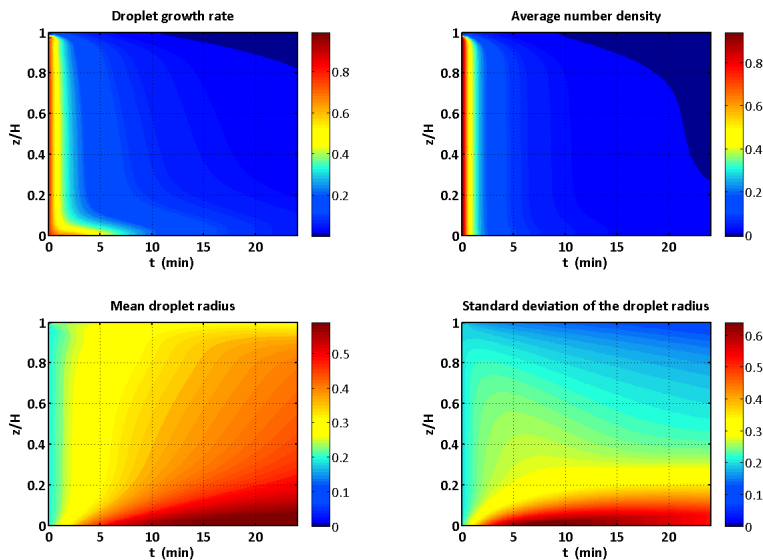 Droplet growth rate
1
0.8
0.6
0.4
0.2
0
z/H
0 5 10 15 20
t (min)
0.8
0.6
0.4
0.2
Average number density
1
0.8
0.6
0.4
0.2
0
z/H
0 5 10 15 20
t (min)
0.8
0.6
0.4
0.2
0
Mean droplet radius
1
0.8
0.6
0.4
0.2
0
z/H
0 5 10 15 20
t (min)
0.5
0.4
0.3
0.2
0.1
0
Standard deviation of the droplet radius
1
0.8
0.6
0.4
0.2
0
z/H
0 5 10 15 20
t (min)
0.6
0.5
0.4
0.3
0.2
0.1
0